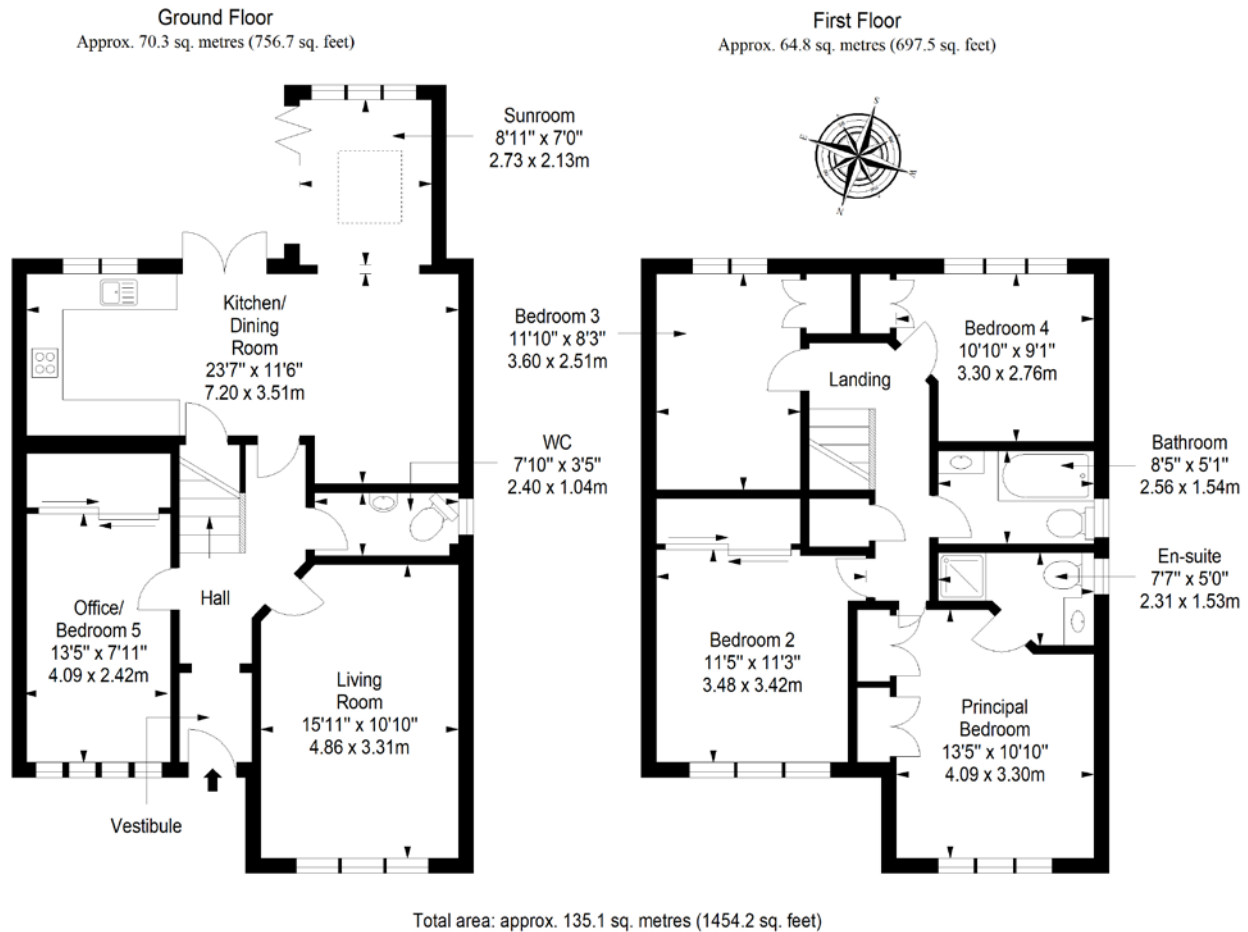 Ground Floor
Approx. 70.3 sq. metres (756.7 sq. feet)
First Floor
Approx. 64.8 sq. metres (697.5 sq. feet)
Sunroom
8'11" x 7'0"
2.73 x 2.13m
S
E
W
N
Kitchen/
Dining
Room
23'7" x 11'6"
7.20 x 3.51m
Bedroom 3
11'10" x 8'3"
3.60 x 2.51m
Bedroom 4
10'10" x 9'1"
3.30 x 2.76m
Landing
WC
7'10" x 3'5"
2.40 x 1.04m
Bathroom
8'5" x 5'1"
2.56 x 1.54m
En-suite
7'7" x 5'0"
2.31 x 1.53m
Hall
Office/
Bedroom 5
13'5" x 7'11"
4.09 x 2.42m
Bedroom 2
11'5" x 11'3"
3.48 x 3.42m
Living
Room
15'11" x 10'10"
4.86 x 3.31m
Principal
Bedroom
13'5" x 10'10"
4.09 x 3.30m
Vestibule
Total area: approx. 135.1 sq. metres (1454.2 sq. feet)